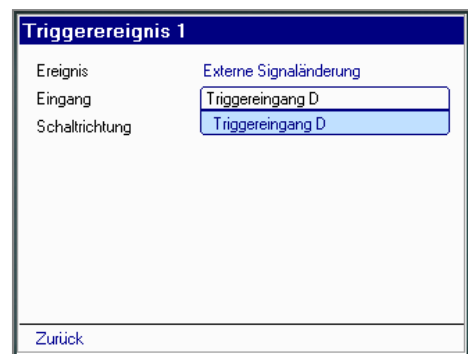 Triggerereignis 1
Ereignis Externe Signaländerung
Eingang Triggereingang D
Schaltrichtung Triggereingang D
Zurück